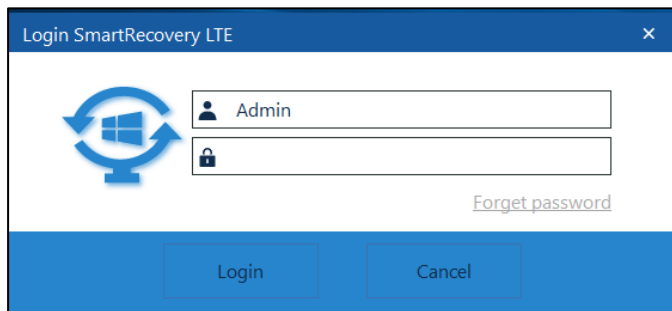 Login SmartRecovery LTE
Admin
Forget password
Login
Cancel